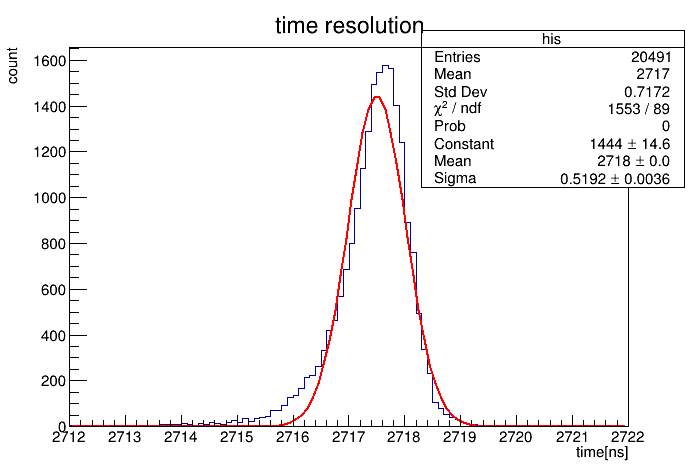 time resolution
his
Entries 20491
Mean 2717
Std Dev 0.7172
χ² / ndf 1553 / 89
Prob 0
Constant 1444 ± 14.6
Mean 2718 ± 0.0
Sigma 0.5192 ± 0.0036
count
1600
1400
1200
1000
800
600
400
200
0
2712 2713 2714 2715 2716 2717 2718 2719 2720 2721 2722
time[ns]